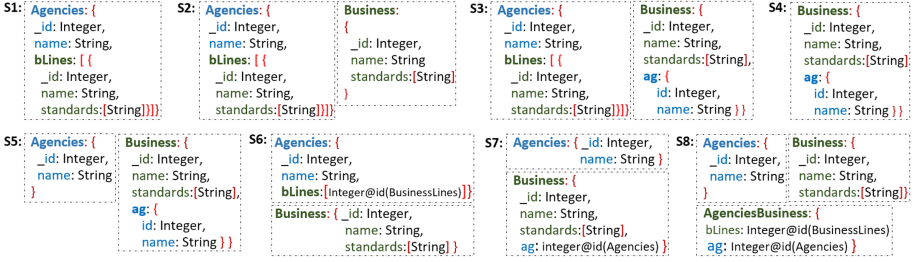 S1:
Agencies: {
_id: Integer,
name: String,
bLines: [ {
_id: Integer,
name: String,
standards:[String]}]}
S2:
Agencies: {
_id: Integer,
name: String,
bLines: [ {
_id: Integer,
name: String,
standards:[String]}]}
Business:
{
_id: Integer,
name: String
standards:[String]
}
S3:
Agencies: {
_id: Integer,
name: String,
bLines: [ {
_id: Integer,
name: String,
standards:[String]}]}
Business: {
_id: Integer,
name: String,
standards:[String],
ag: {
id: Integer,
name: String } }
S4:
Business: {
_id: Integer,
name: String,
standards:[String]
ag: {
id: Integer,
name: String } }
S5:
Agencies: {
_id: Integer,
name: String
}
Business: {
_id: Integer,
name: String,
standards:[String],
ag: {
id: Integer,
name: String } }
S6:
Agencies: {
_id: Integer,
name: String,
bLines:[Integer@id(BusinessLines)]}
Business: { _id: Integer,
name: String,
standards:[String] }
S7:
Agencies: { _id: Integer,
name: String }
Business: {
_id: Integer,
name: String,
standards:[String],
ag: integer@id(Agencies) }
S8:
Agencies: {
_id: Integer,
name: String
}
Business: {
_id: Integer,
name: String,
standards:[String]}
AgenciesBusiness: {
bLines: Integer@id(BusinessLines)
ag: Integer@id(Agencies) }